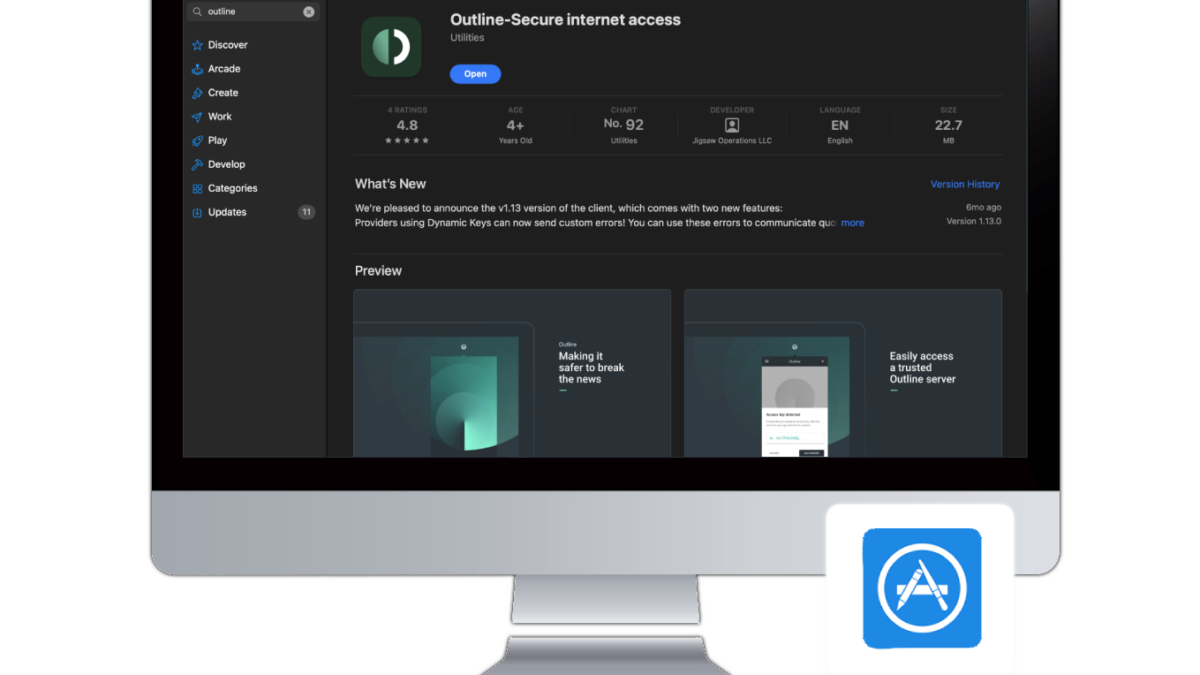 outline
Outline-Secure internet access
Utilities
Open
Discover
Arcade
Create
Work
Play
Develop
Categories
Updates 11
4 RATINGS
4.8
★★★★★
AGE
4+
Years Old
CHART
No. 92
Utilities
DEVELOPER
Jigsaw Operations LLC
LANGUAGE
EN
English
SIZE
22.7
MB
What's New
Version History
We're pleased to announce the v1.13 version of the client, which comes with two new features:
6mo ago
Providers using Dynamic Keys can now send custom errors! You can use these errors to communicate quo more
Version 1.13.0
Preview
Outline
Making it
safer to break
the news
Outline
Access key detected
Easily access
a trusted
Outline server